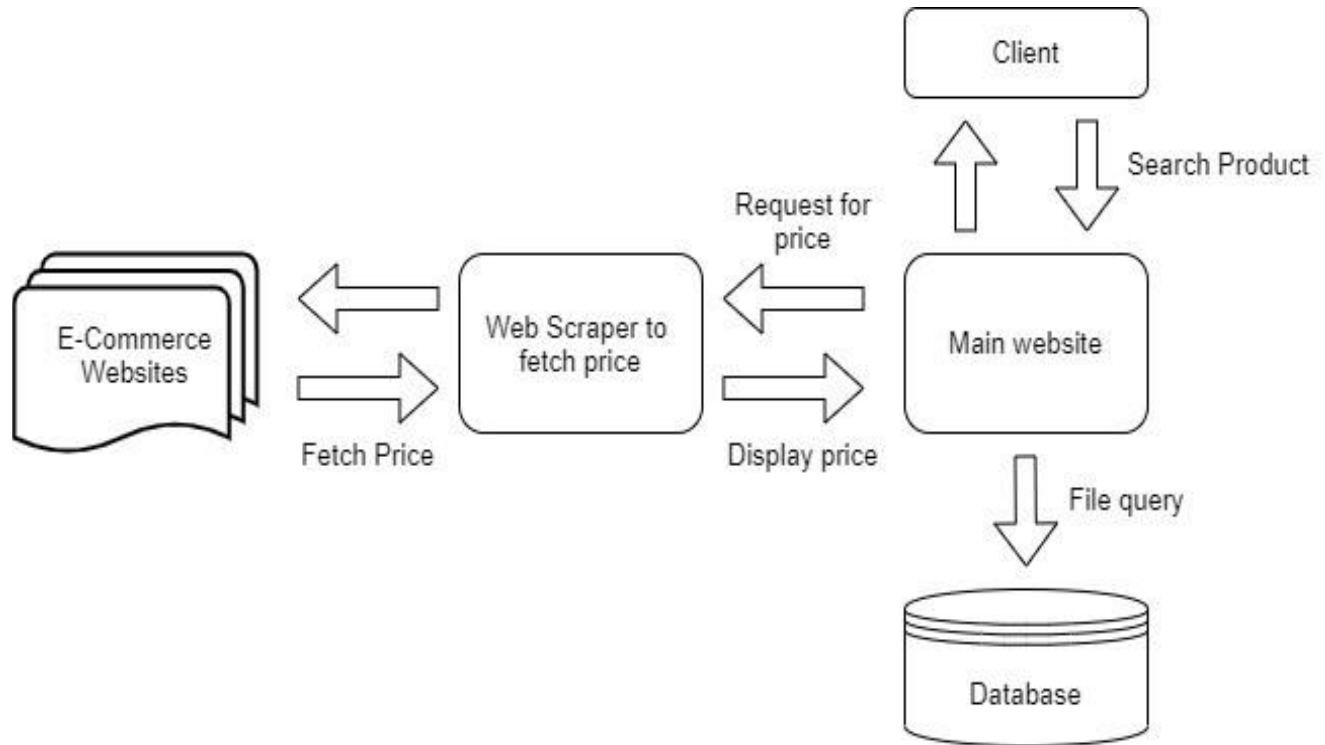 Client
Search Product
Request for
price
E-Commerce
Websites
Web Scraper to
fetch price
Main website
Fetch Price
Display price
File query
Database